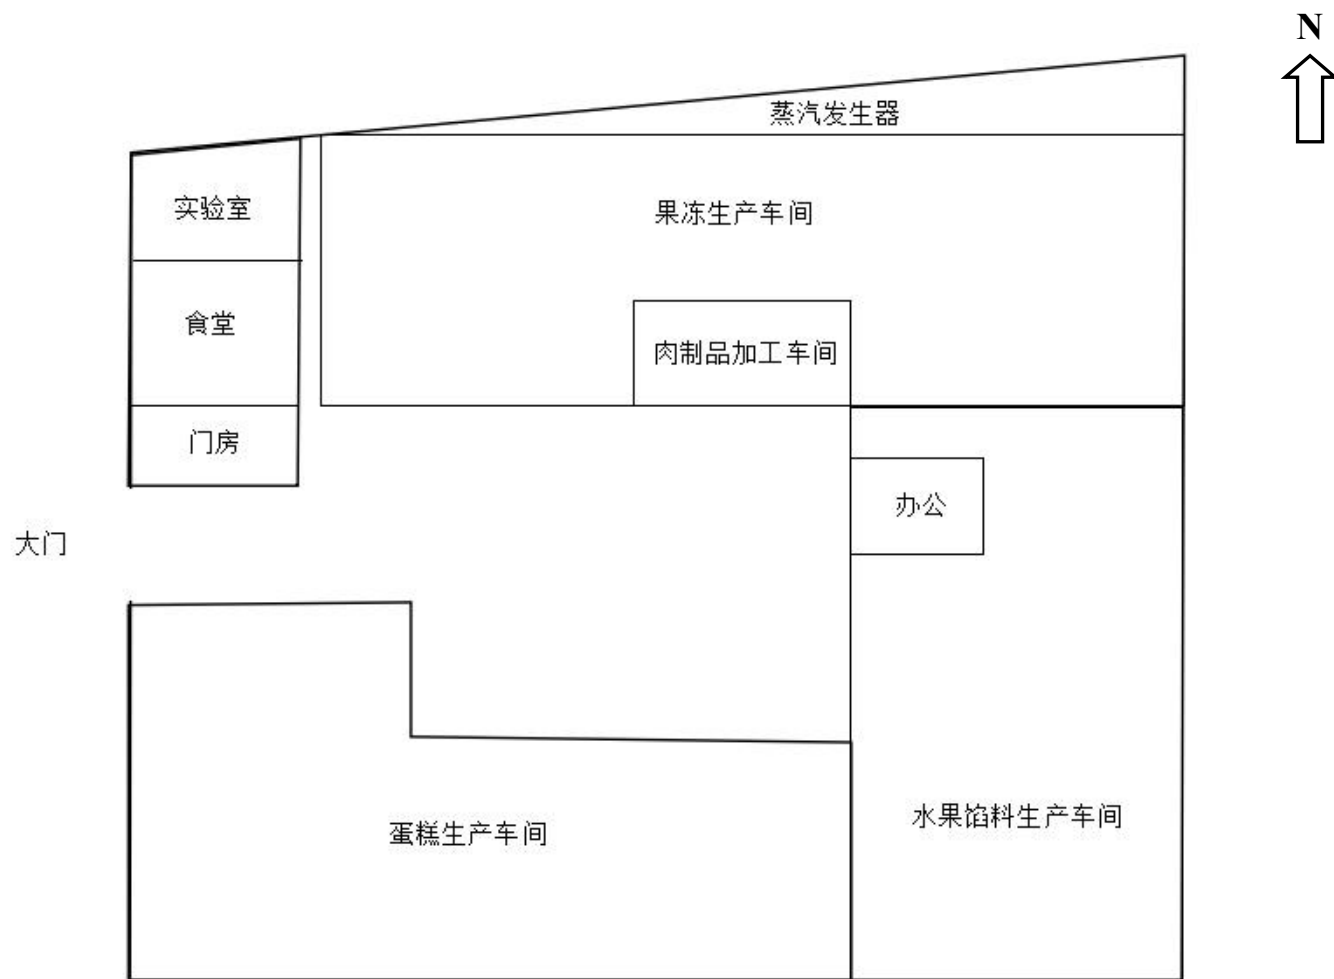 N
蒸汽发生器
实验室
果冻生产车间
食堂
肉制品加工车间
门房
办公
大门
水果馅料生产车间
蛋糕生产车间